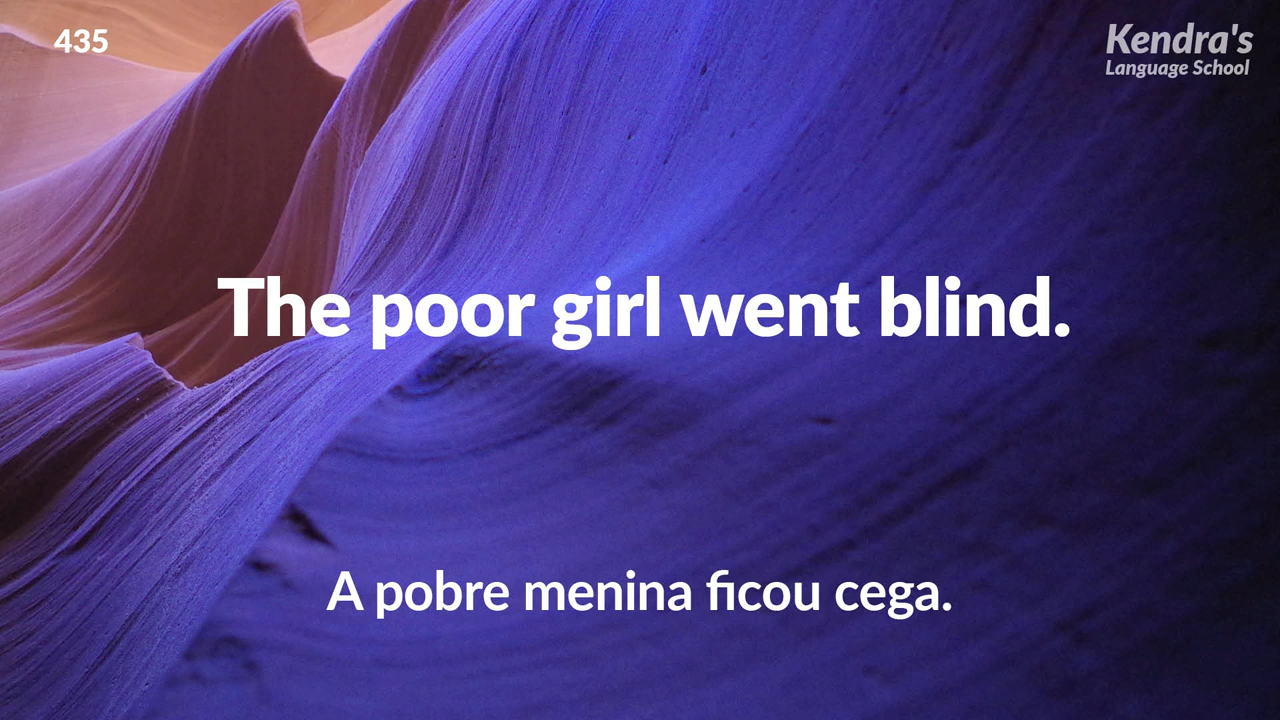 435
Kendra's
Language School
The poor girl went blind.
A pobre menina ficou cega.